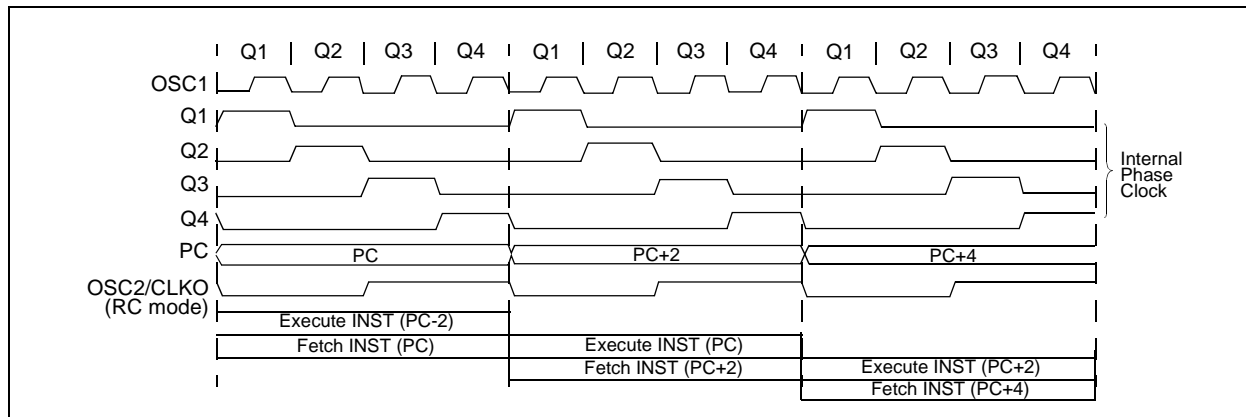 Q1 Q2 Q3 Q4 Q1 Q2 Q3 Q4 Q1 Q2 Q3 Q4
OSC1
Q1
Q2
Q3
Q4
Internal
Phase
Clock
PC PC PC+2 PC+4
OSC2/CLKO
(RC mode)
Execute INST (PC-2)
Fetch INST (PC) Execute INST (PC)
Fetch INST (PC+2) Execute INST (PC+2)
Fetch INST (PC+4)